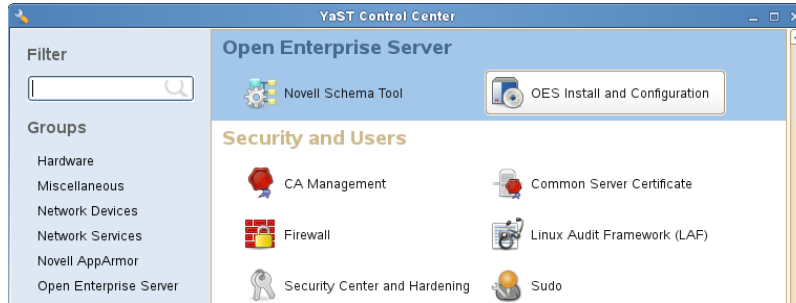 YaST Control Center
Filter
Groups
Hardware
Miscellaneous
Network Devices
Network Services
Novell AppArmor
Open Enterprise Server
Open Enterprise Server
Novell Schema Tool
OES Install and Configuration
Security and Users
CA Management
Common Server Certificate
Firewall
Linux Audit Framework (LAF)
Security Center and Hardening
Sudo